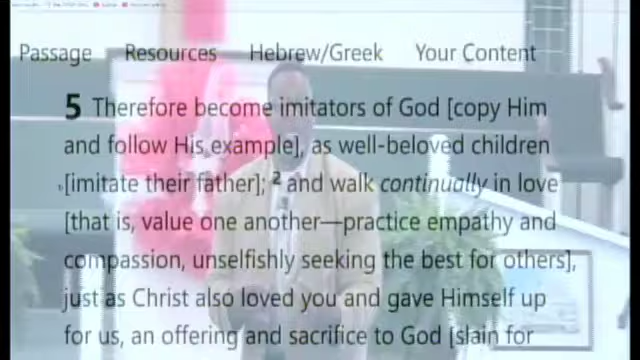 Passage Resources Hebrew/Greek Your Content
5 Therefore become imitators of God [copy Him
and follow His example], as well-beloved children
[imitate their father]; 2 and walk continually in love
[that is, value one another—practice empathy and
compassion, unselfishly seeking the best for others],
just as Christ also loved you and gave Himself up
for us, an offering and sacrifice to God [slain for